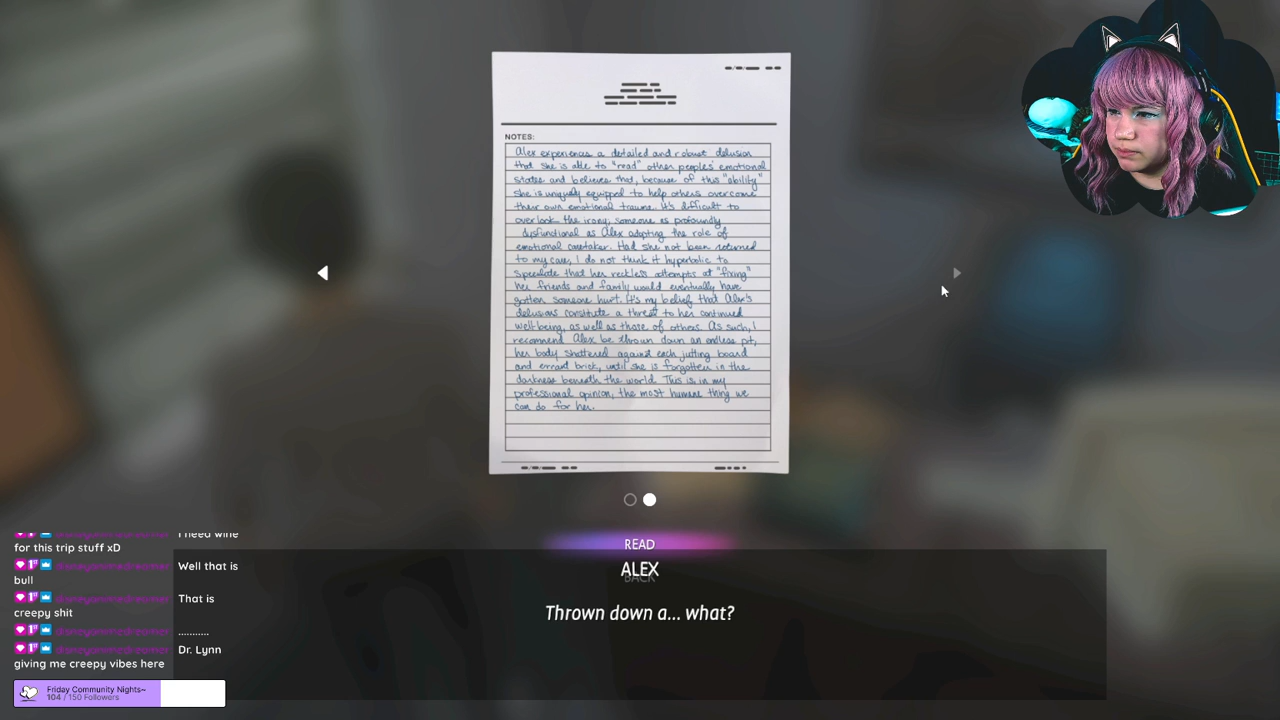 NOTES:
Alex experiences a detailed and robust delusion
that she is able to "read" other people's emotional
states and believes that, because of this "ability"
she is uniquely equipped to help others overcome
their own emotional trauma. It's difficult to
overlook the irony; someone as profoundly
dysfunctional as Alex adopting the role of
emotional caretaker. Had she not been returned
to my care, I do not think it hyperbolic to
speculate that her reckless attempts at "fixing"
her friends and family would eventually have
gotten someone hurt. It's my belief that Alex's
delusions constitute a threat to her continued
well-being, as well as those of others. As such, I
recommend Alex be thrown down an endless pit,
her body shattered against each jutting board
and errant brick, until she is forgotten in the
darkness beneath the world. This is, in my
professional opinion, the most humane thing we
can do for her.
READ
ALEX
BACK
Thrown down a... what?
I need wine
for this trip stuff xD
Well that is
bull
That is
creepy shit
...........
Dr. Lynn
giving me creepy vibes here
Friday Community Nights~
104 / 150 Followers